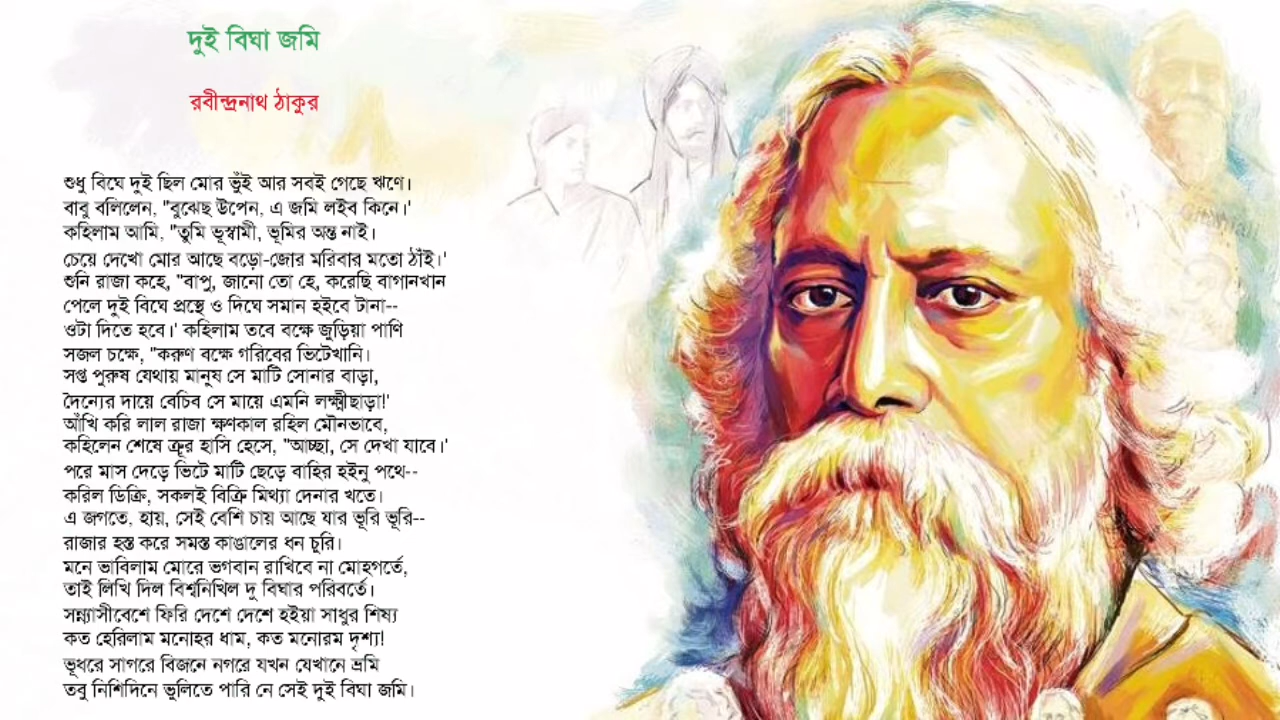 দুই বিঘা জমি
রবীন্দ্রনাথ ঠাকুর
শুধু বিঘে দুই ছিল মোর ভুঁই আর সবই গেছে ঋণে।
বাবু বলিলেন, "বুঝেছ উপেন, এ জমি লইব কিনে।'
কহিলাম আমি, "তুমি ভূস্বামী, ভূমির অন্ত নাই।
চেয়ে দেখো মোর আছে বড়ো-জোর মরিবার মতো ঠাঁই।'
শুনি রাজা কহে, "বাপু, জানো তো হে, করেছি বাগানখান
পেলে দুই বিঘে প্রস্থে ও দিঘে সমান হইবে টানা--
ওটা দিতে হবে।' কহিলাম তবে বক্ষে জুড়িয়া পাণি
সজল চক্ষে, "করুণ বক্ষে গরিবের ভিটেখানি।
সপ্ত পুরুষ যেথায় মানুষ সে মাটি সোনার বাড়া,
দৈন্যের দায়ে বেচিব সে মায়ে এমনি লক্ষ্মীছাড়া!'
আঁখি করি লাল রাজা ক্ষণকাল রহিল মৌনভাবে,
কহিলেন শেষে ক্রূর হাসি হেসে, "আচ্ছা, সে দেখা যাবে।'
পরে মাস দেড়ে ভিটে মাটি ছেড়ে বাহির হইনু পথে--
করিল ডিক্রি, সকলই বিক্রি মিথ্যা দেনার খতে।
এ জগতে, হায়, সেই বেশি চায় আছে যার ভূরি ভূরি--
রাজার হস্ত করে সমস্ত কাঙালের ধন চুরি।
মনে ভাবিলাম মোরে ভগবান রাখিবে না মোহগর্তে,
তাই লিখি দিল বিশ্বনিখিল দু বিঘার পরিবর্তে।
সন্ন্যাসীবেশে ফিরি দেশে দেশে হইয়া সাধুর শিষ্য
কত হেরিলাম মনোহর ধাম, কত মনোরম দৃশ্য!
ভূধরে সাগরে বিজনে নগরে যখন যেখানে ভ্রমি
তবু নিশিদিনে ভুলিতে পারি নে সেই দুই বিঘা জমি।